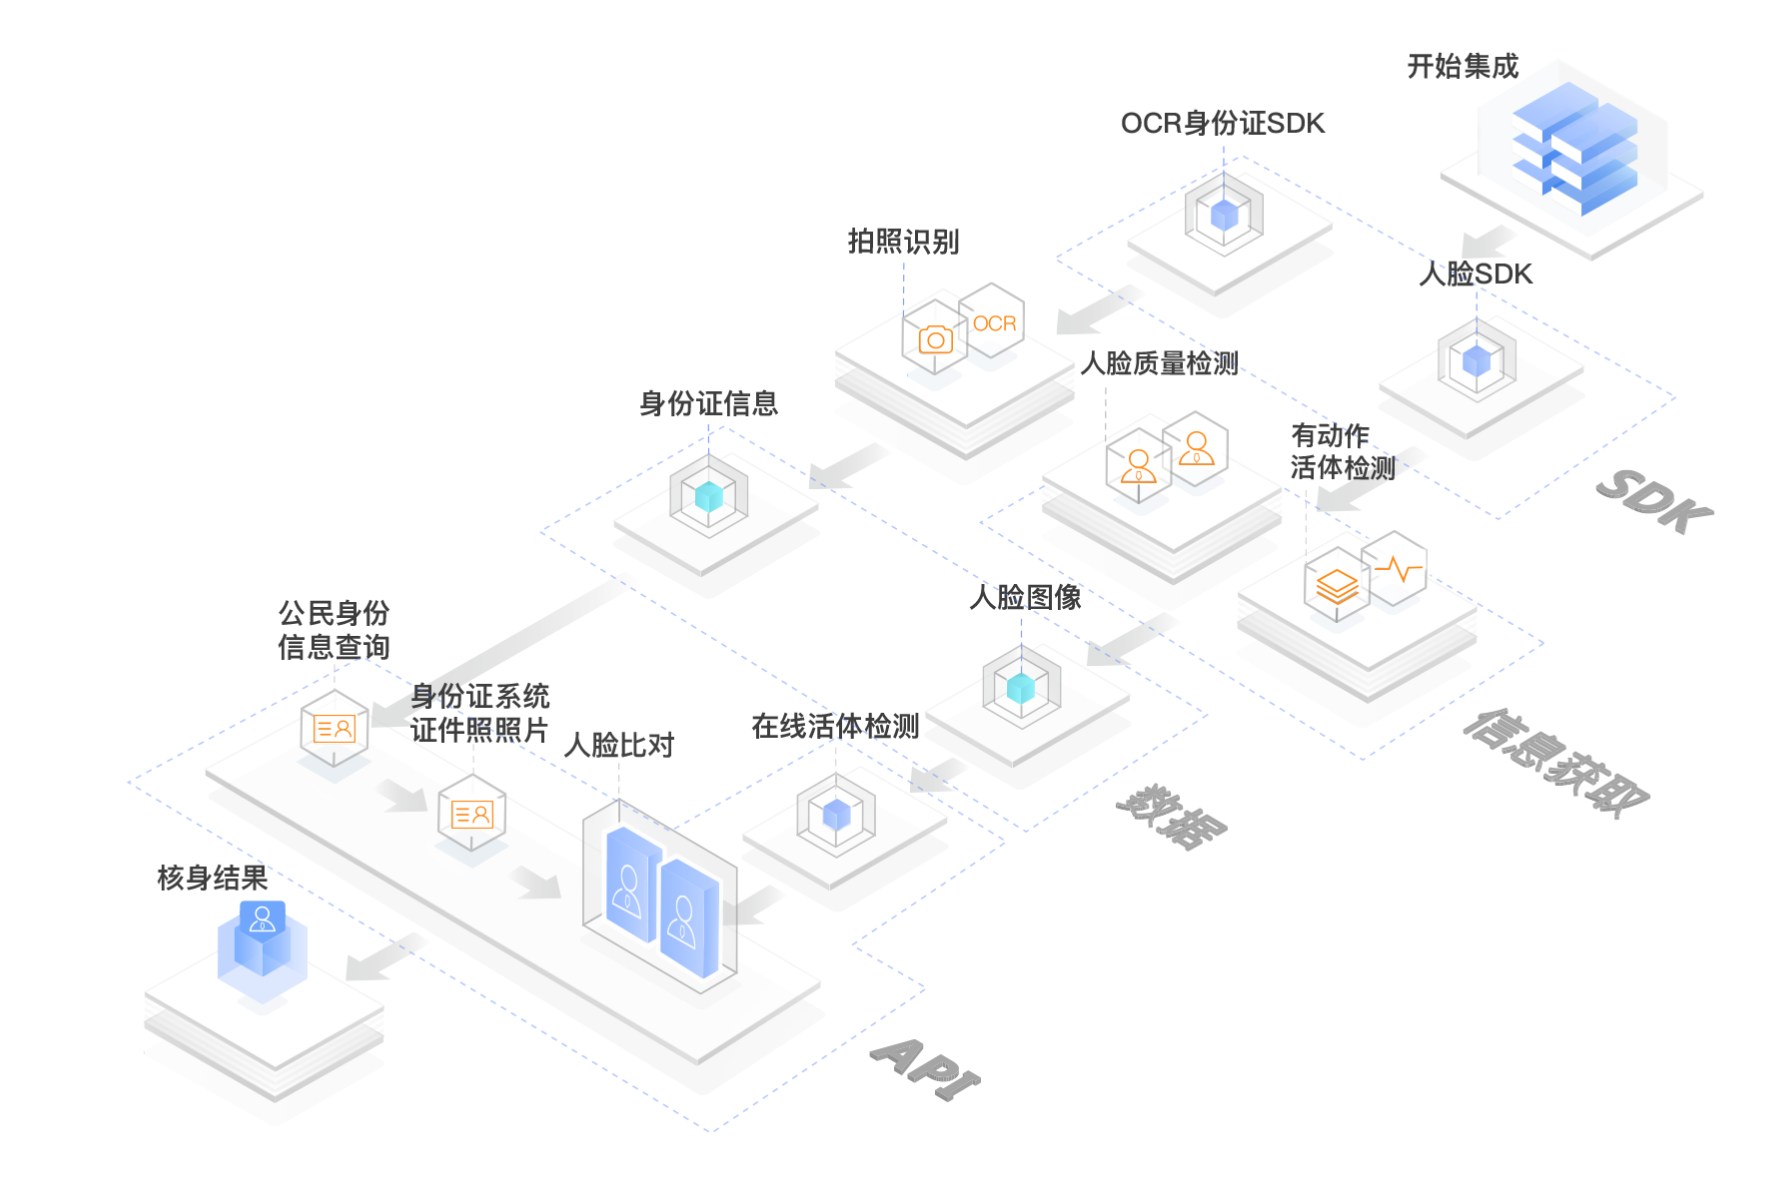 开始集成
OCR身份证SDK
人脸SDK
拍照识别
OCR
人脸质量检测
有动作
活体检测
SDK
身份证信息
人脸图像
信息获取
公民身份
信息查询
身份证系统
证件照照片
人脸比对
在线活体检测
数据
核身结果
API